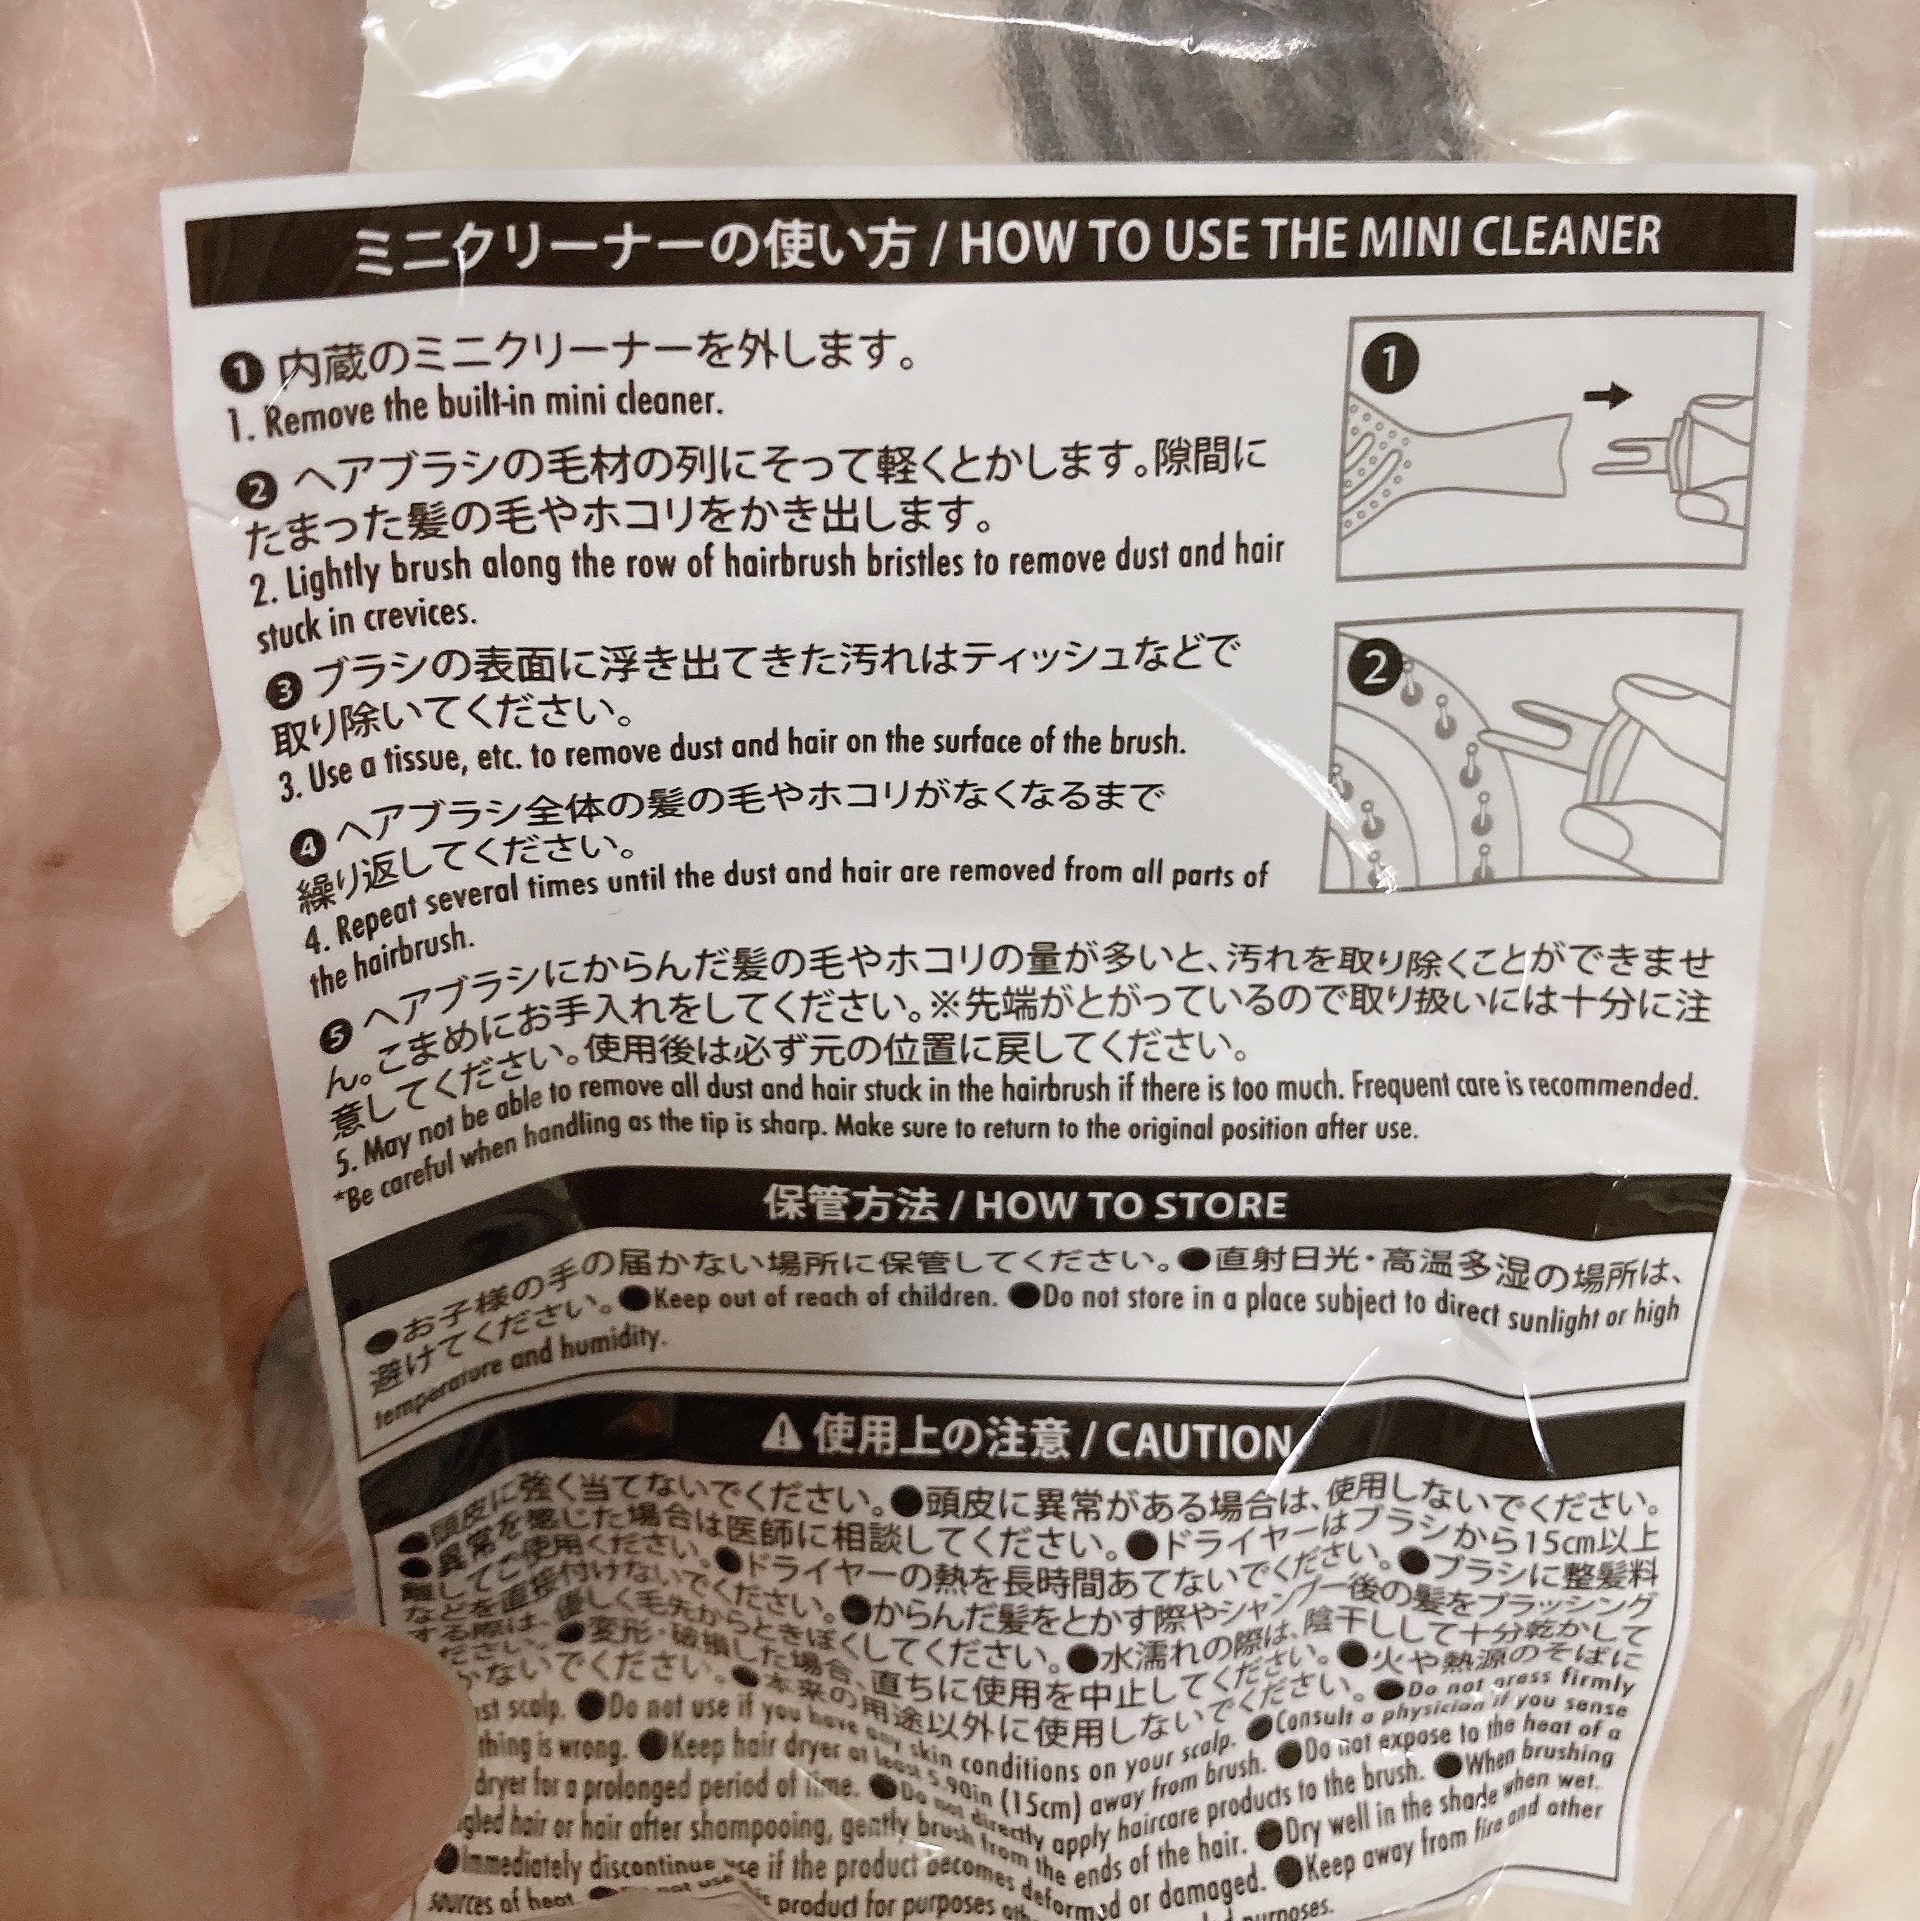 ミニクリーナーの使い方 / HOW TO USE THE MINI CLEANER
❶ 内蔵のミニクリーナーを外します。
1. Remove the built-in mini cleaner.
❷ ヘアブラシの毛材の列にそって軽くとかします。隙間に
たまった髪の毛やホコリをかき出します。
2. Lightly brush along the row of hairbrush bristles to remove dust and hair
stuck in crevices.
❸ ブラシの表面に浮き出てきた汚れはティッシュなどで
取り除いてください。
3. Use a tissue, etc. to remove dust and hair on the surface of the brush.
❹ ヘアブラシ全体の髪の毛やホコリがなくなるまで
繰り返してください。
4. Repeat several times until the dust and hair are removed from all parts of
the hairbrush.
❺ ヘアブラシにからんだ髪の毛やホコリの量が多いと、汚れを取り除くことができませ
ん。こまめにお手入れをしてください。※先端がとがっているので取り扱いには十分に注
意してください。使用後は必ず元の位置に戻してください。
5. May not be able to remove all dust and hair stuck in the hairbrush if there is too much. Frequent care is recommended.
*Be careful when handling as the tip is sharp. Make sure to return to the original position after use.
1
2
保管方法 / HOW TO STORE
●お子様の手の届かない場所に保管してください。●直射日光・高温多湿の場所は、
避けてください。●Keep out of reach of children. ●Do not store in a place subject to direct sunlight or high
temperature and humidity.
⚠ 使用上の注意 / CAUTION
●頭皮に強く当てないでください。●頭皮に異常がある場合は、使用しないでください。
●異常を感じた場合は医師に相談してください。●ドライヤーはブラシから15cm以上
離してご使用ください。●ドライヤーの熱を長時間あてないでください。●ブラシに整髪料
などを直接付けないでください。●からんだ髪をとかす際やシャンプー後の髪をブラッシング
する際は、優しく毛先からときほぐしてください。●水濡れの際は、陰干しして十分乾かして
ださい。●変形・破損した場合、直ちに使用を中止してください。●火や熱源のそばに
かないでください。●本来の用途以外に使用しないでください。●Do not press firmly
scalp. ●Do not use if you have any skin conditions on your scalp. ●Consult a physician if you sense
thing is wrong. ●Keep hair dryer at least 5.90in (15cm) away from brush. ●Do not expose to the heat of a
dryer for a prolonged period of time. ●Do not directly apply haircare products to the brush. ●When brushing
hair or hair after shampooing, gently brush from the ends of the hair. ●Dry well in the shade when wet.
●Immediately discontinue use if the product becomes deformed or damaged. ●Keep away from fire and other
sources of heat. product for purposes